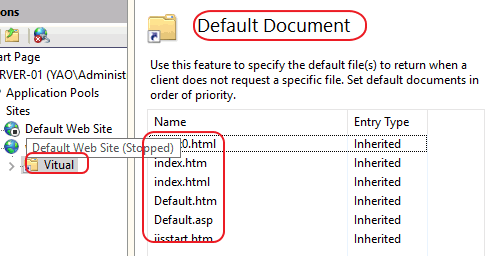 ions
Default Document
Use this feature to specify the default file(s) to return when a
client does not request a specific file. Set default documents in
order of priority.
art Page
RVER-01 (YAO\Administ
Application Pools
Sites
Default Web Site
Default Web Site (Stopped)
Vitual
Name Entry Type
0.html Inherited
index.htm Inherited
index.html Inherited
Default.htm Inherited
Default.asp Inherited
iisstart.htm Inherited